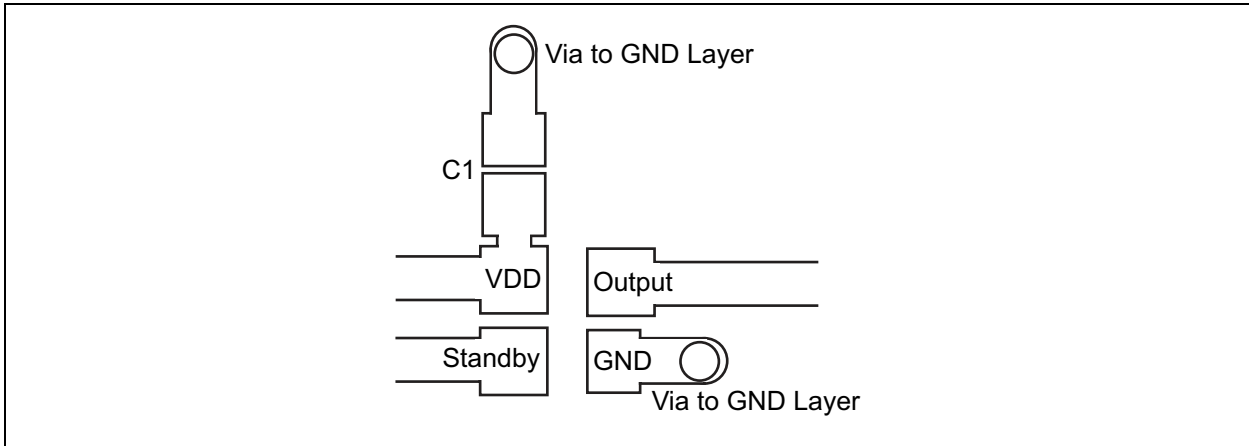 Via to GND Layer
C1
VDD
Output
Standby
GND
Via to GND Layer